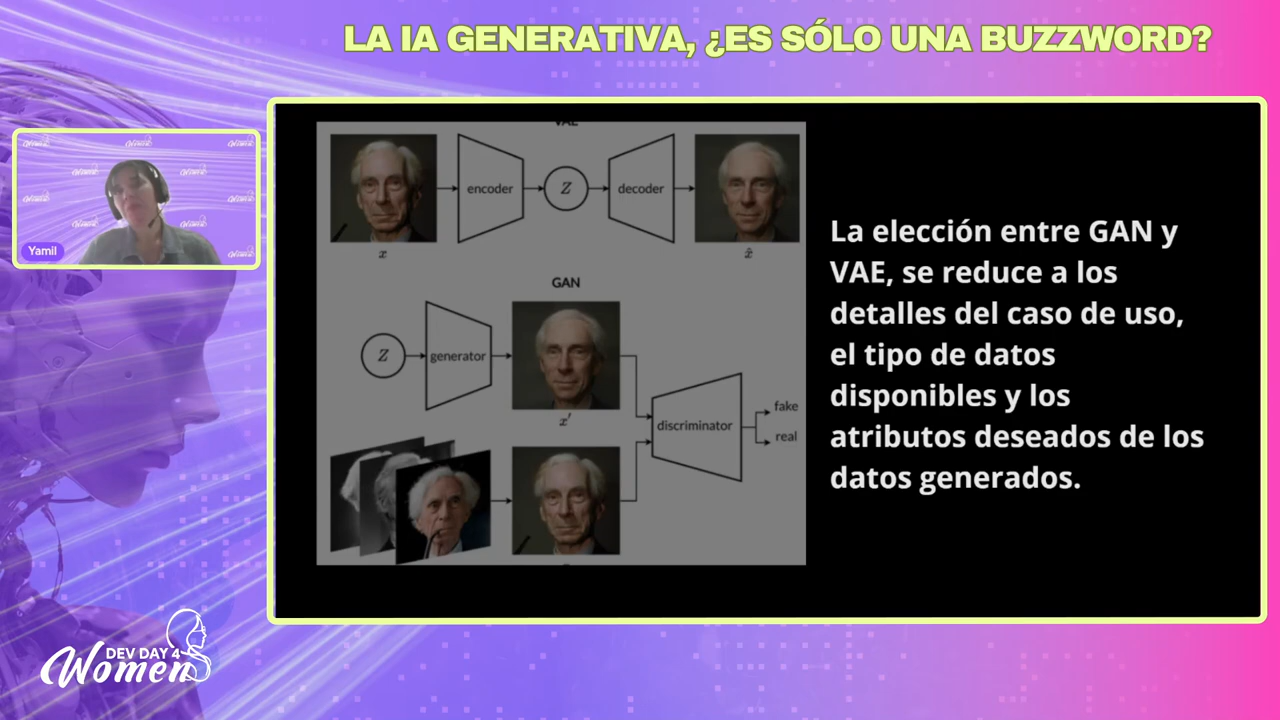 LA IA GENERATIVA, ¿ES SÓLO UNA BUZZWORD?
Yamil
VAE
encoder
Z
decoder
x
x̂
GAN
Z
generator
x′
discriminator
fake
real
La elección entre GAN y
VAE, se reduce a los
detalles del caso de uso,
el tipo de datos
disponibles y los
atributos deseados de los
datos generados.
DEV DAY 4
Women